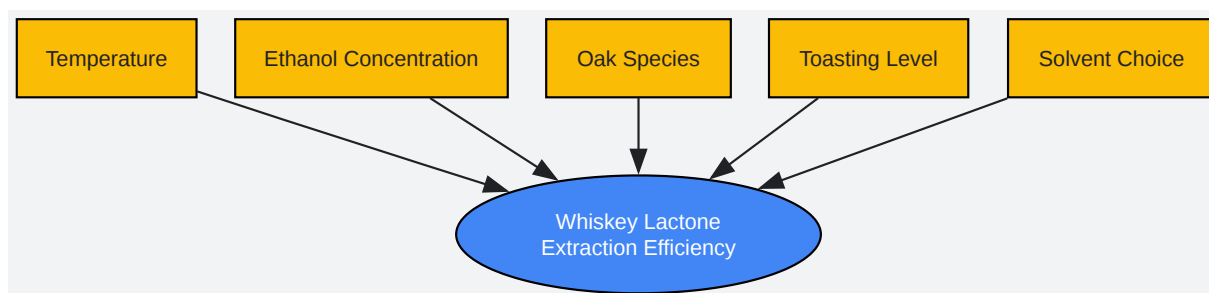 Temperature
Ethanol Concentration
Oak Species
Toasting Level
Solvent Choice
Whiskey Lactone
Extraction Efficiency